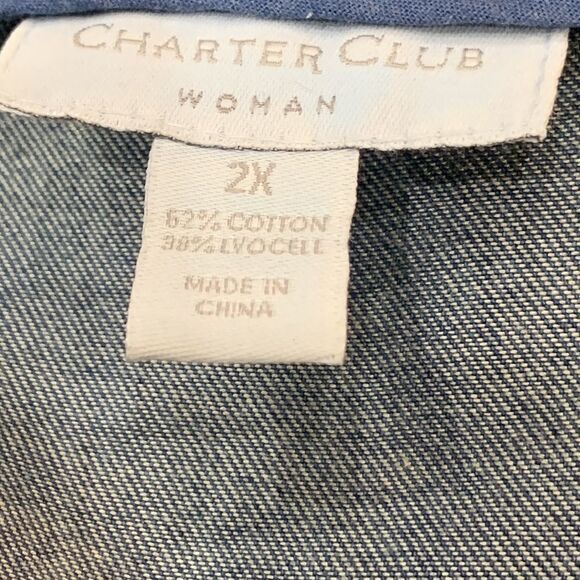 CHARTER CLUB
WOMAN
2X
62% COTTON
38% LYOCELL
MADE IN
CHINA